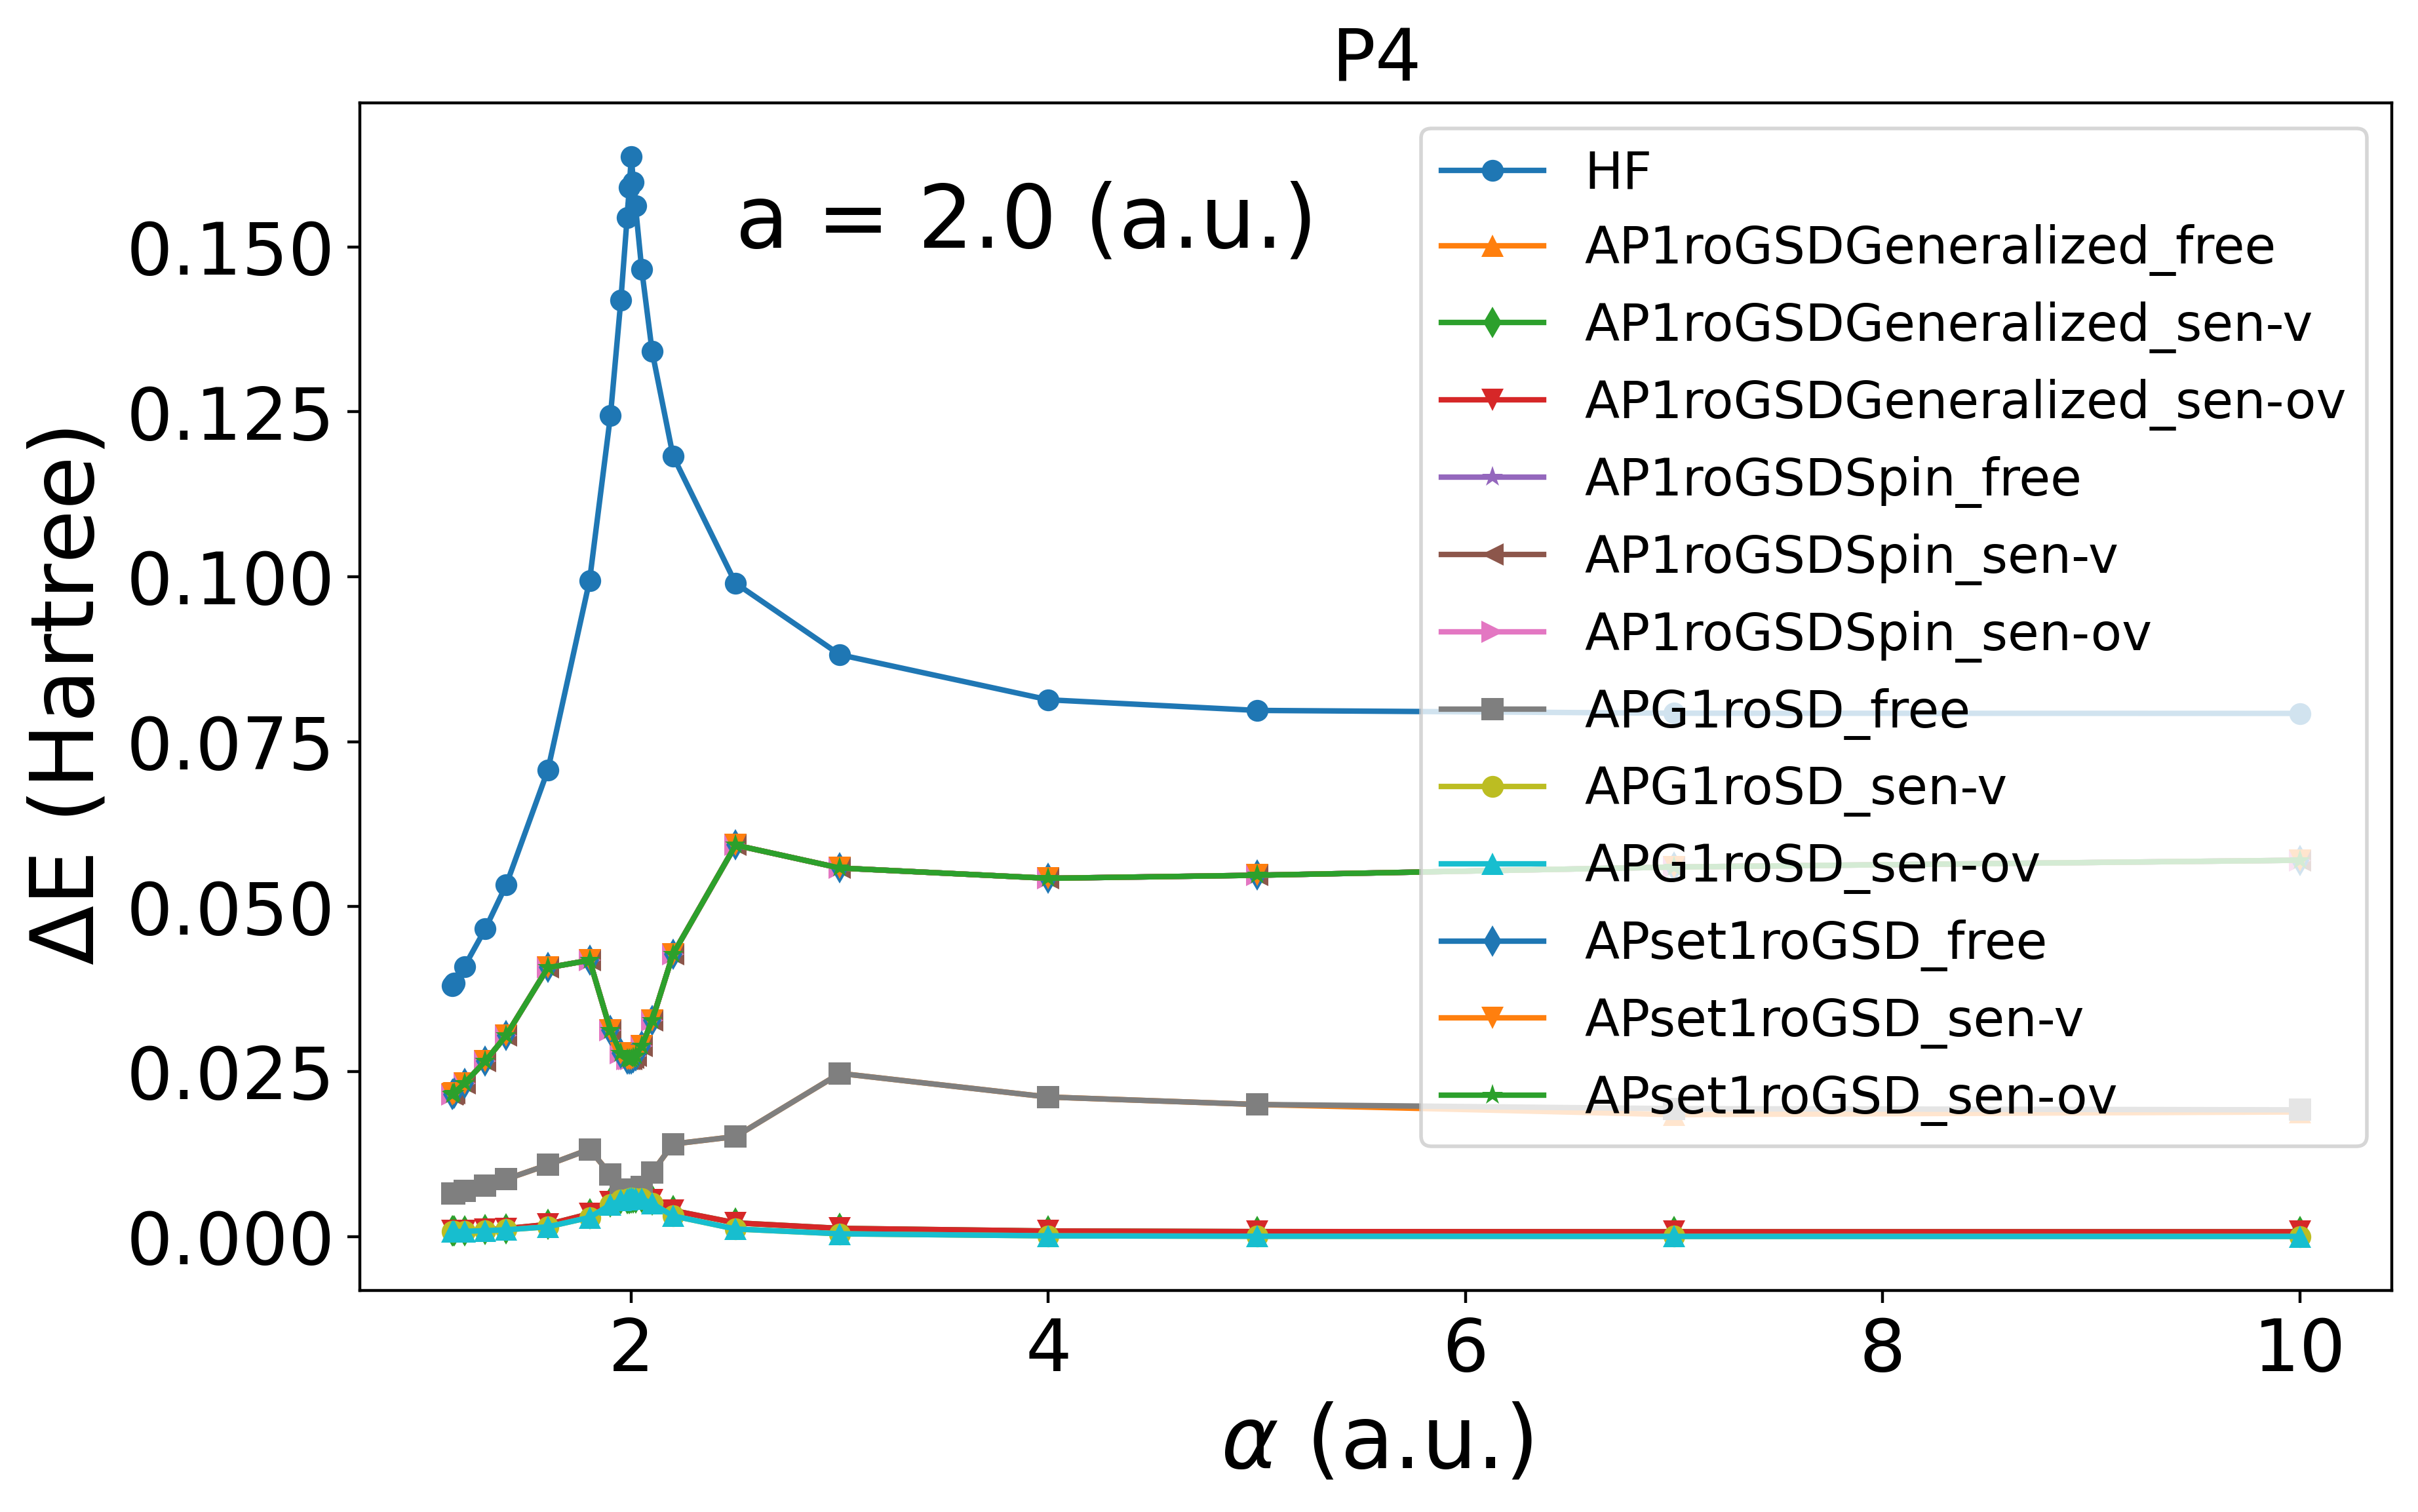 P4
a = 2.0 (a.u.)
HF
AP1roGSDGeneralized_free
AP1roGSDGeneralized_sen-v
AP1roGSDGeneralized_sen-ov
AP1roGSDSpin_free
AP1roGSDSpin_sen-v
AP1roGSDSpin_sen-ov
APG1roSD_free
APG1roSD_sen-v
APG1roSD_sen-ov
APset1roGSD_free
APset1roGSD_sen-v
APset1roGSD_sen-ov
ΔE (Hartree)
0.150
0.125
0.100
0.075
0.050
0.025
0.000
2 4 6 8 10
α (a.u.)